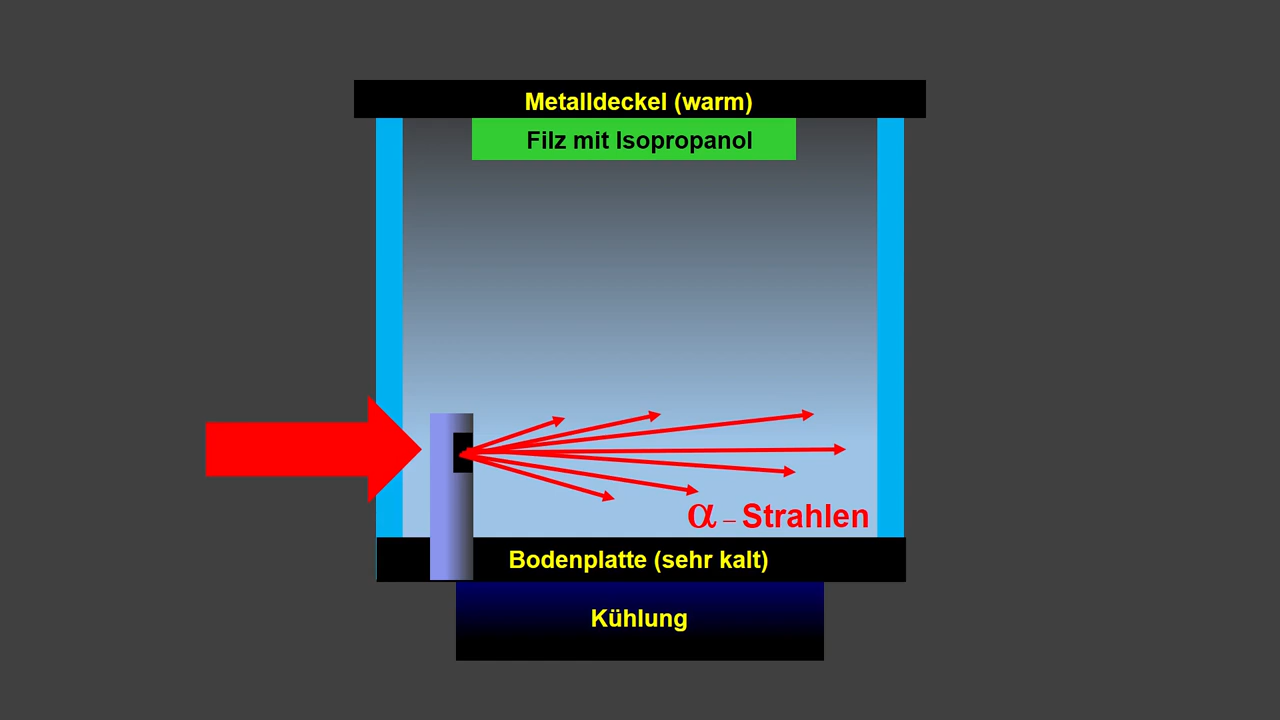 Metalldeckel (warm)
Filz mit Isopropanol
α – Strahlen
Bodenplatte (sehr kalt)
Kühlung